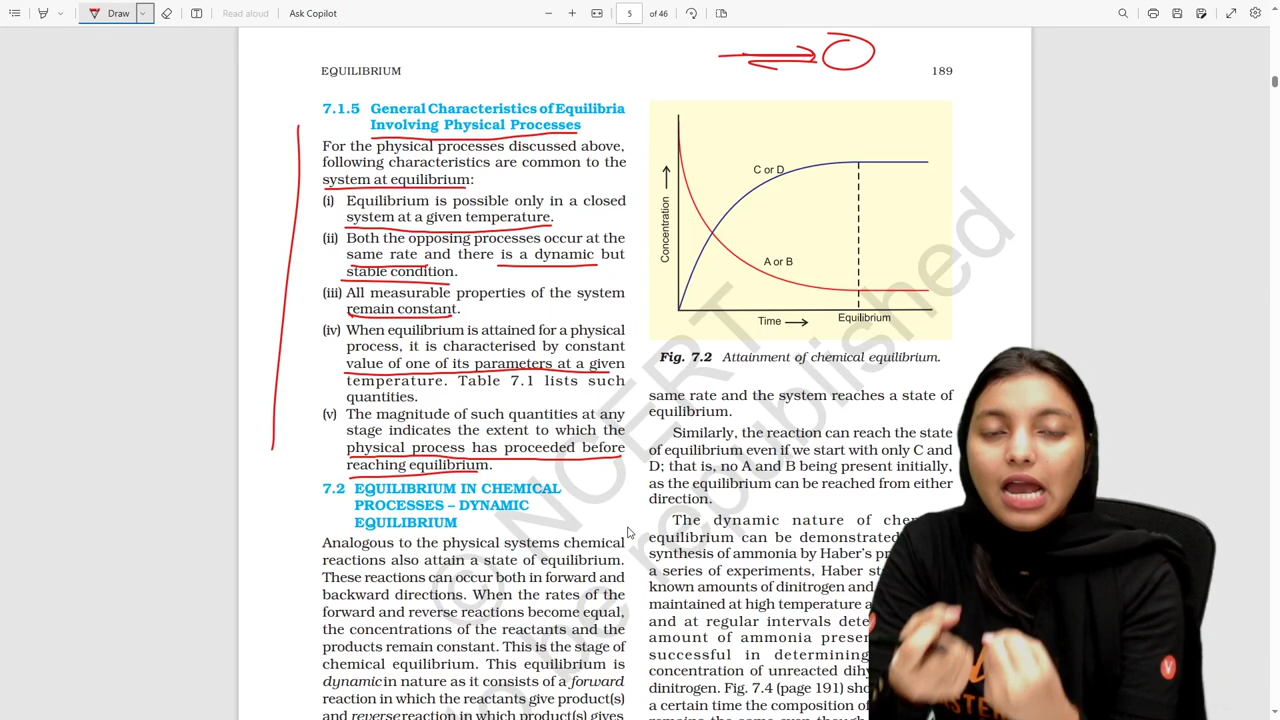 Draw
Read aloud
Ask Copilot
5
of 46
EQUILIBRIUM
189
7.1.5 General Characteristics of Equilibria
Involving Physical Processes
For the physical processes discussed above,
following characteristics are common to the
system at equilibrium:
(i) Equilibrium is possible only in a closed
system at a given temperature.
(ii) Both the opposing processes occur at the
same rate and there is a dynamic but
stable condition.
(iii) All measurable properties of the system
remain constant.
(iv) When equilibrium is attained for a physical
process, it is characterised by constant
value of one of its parameters at a given
temperature. Table 7.1 lists such
quantities.
(v) The magnitude of such quantities at any
stage indicates the extent to which the
physical process has proceeded before
reaching equilibrium.
7.2 EQUILIBRIUM IN CHEMICAL
PROCESSES – DYNAMIC
EQUILIBRIUM
Analogous to the physical systems chemical
reactions also attain a state of equilibrium.
These reactions can occur both in forward and
backward directions. When the rates of the
forward and reverse reactions become equal,
the concentrations of the reactants and the
products remain constant. This is the stage of
chemical equilibrium. This equilibrium is
dynamic in nature as it consists of a forward
reaction in which the reactants give product(s)
and reverse reaction in which product(s) gives
Concentration
C or D
A or B
Time
Equilibrium
Fig. 7.2 Attainment of chemical equilibrium.
same rate and the system reaches a state of
equilibrium.
Similarly, the reaction can reach the state
of equilibrium even if we start with only C and
D; that is, no A and B being present initially,
as the equilibrium can be reached from either
direction.
The dynamic nature of
equilibrium can be demonstrated
synthesis of ammonia by Haber's
a series of experiments, Haber
known amounts of dinitrogen and
maintained at high temperature
and at regular intervals
amount of ammonia
successful in determining
concentration of unreacted
dinitrogen. Fig. 7.4 (page 191)
a certain time the composition of
© NCERT
be republished
V